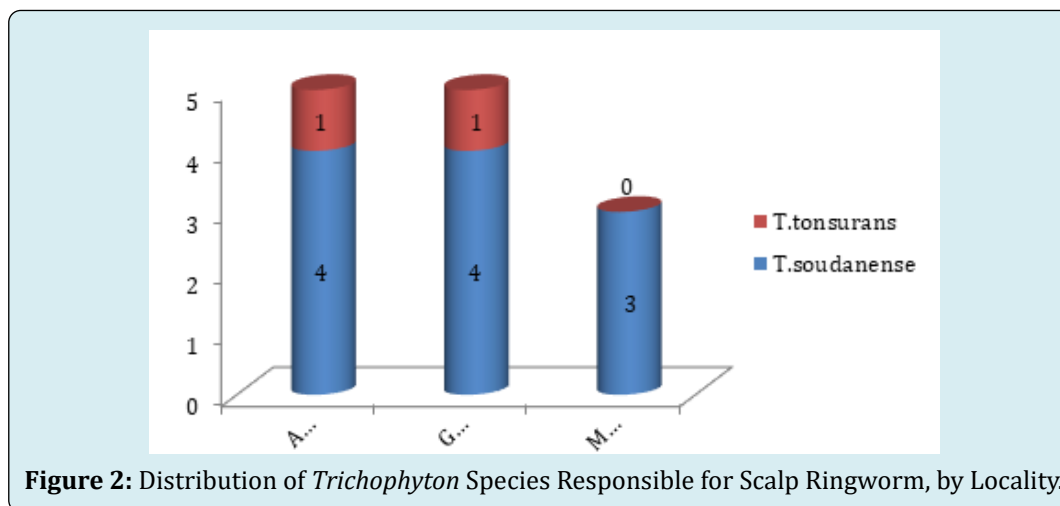 5
4
3
2
1
0
1
4
1
4
0
3
A...
G...
M...
T.tonsurans
T.soudanense
Figure 2: Distribution of Trichophyton Species Responsible for Scalp Ringworm, by Locality.